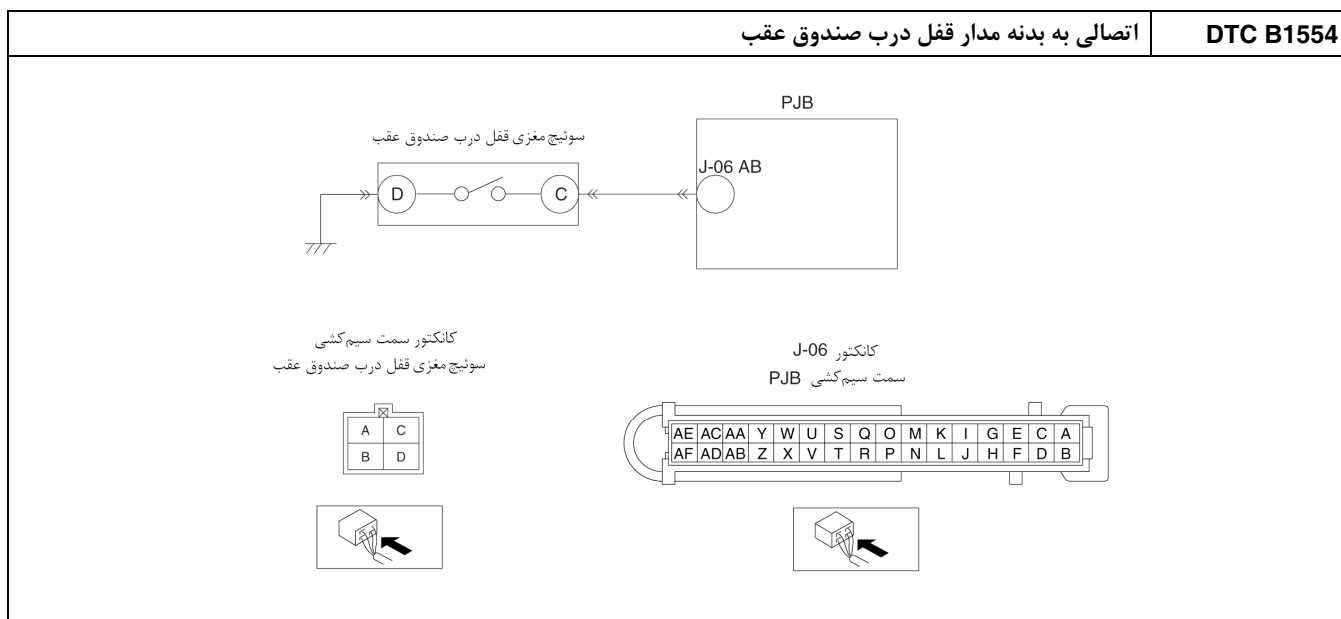 DTC B1554 اتصالی به بدنه مدار قفل درب صندوق عقب
PJB
سوئیچ مغزی قفل درب صندوق عقب
J-06 AB
D C
کانکتور سمت سیم‌کشی
سوئیچ مغزی قفل درب صندوق عقب
کانکتور J-06
سمت سیم‌کشی PJB
A C
B D
AE AC AA Y W U S Q O M K I G E C A
AF AD AB Z X V T R P N L J H F D B